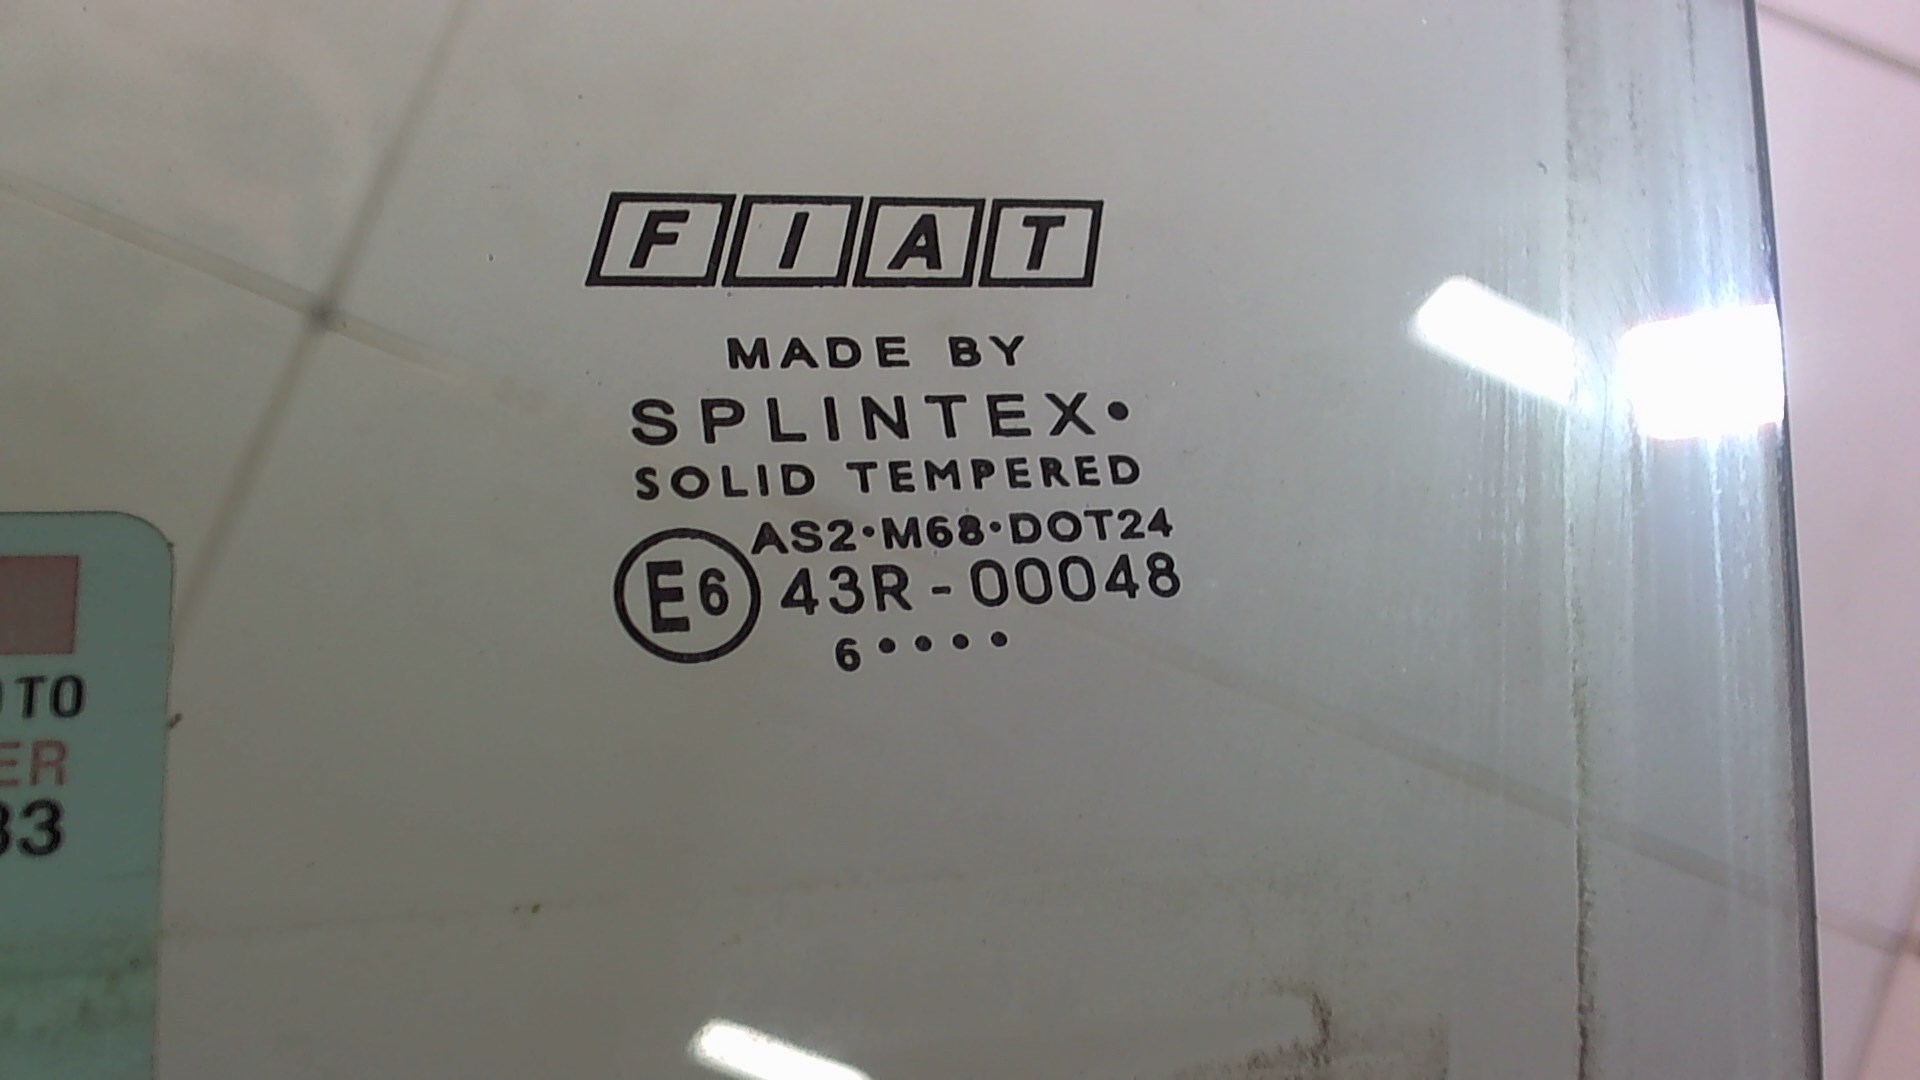 FIAT
MADE BY
SPLINTEX•
SOLID TEMPERED
AS2•M68•DOT24
E6 43R-00048
6••••
TO
ER
33